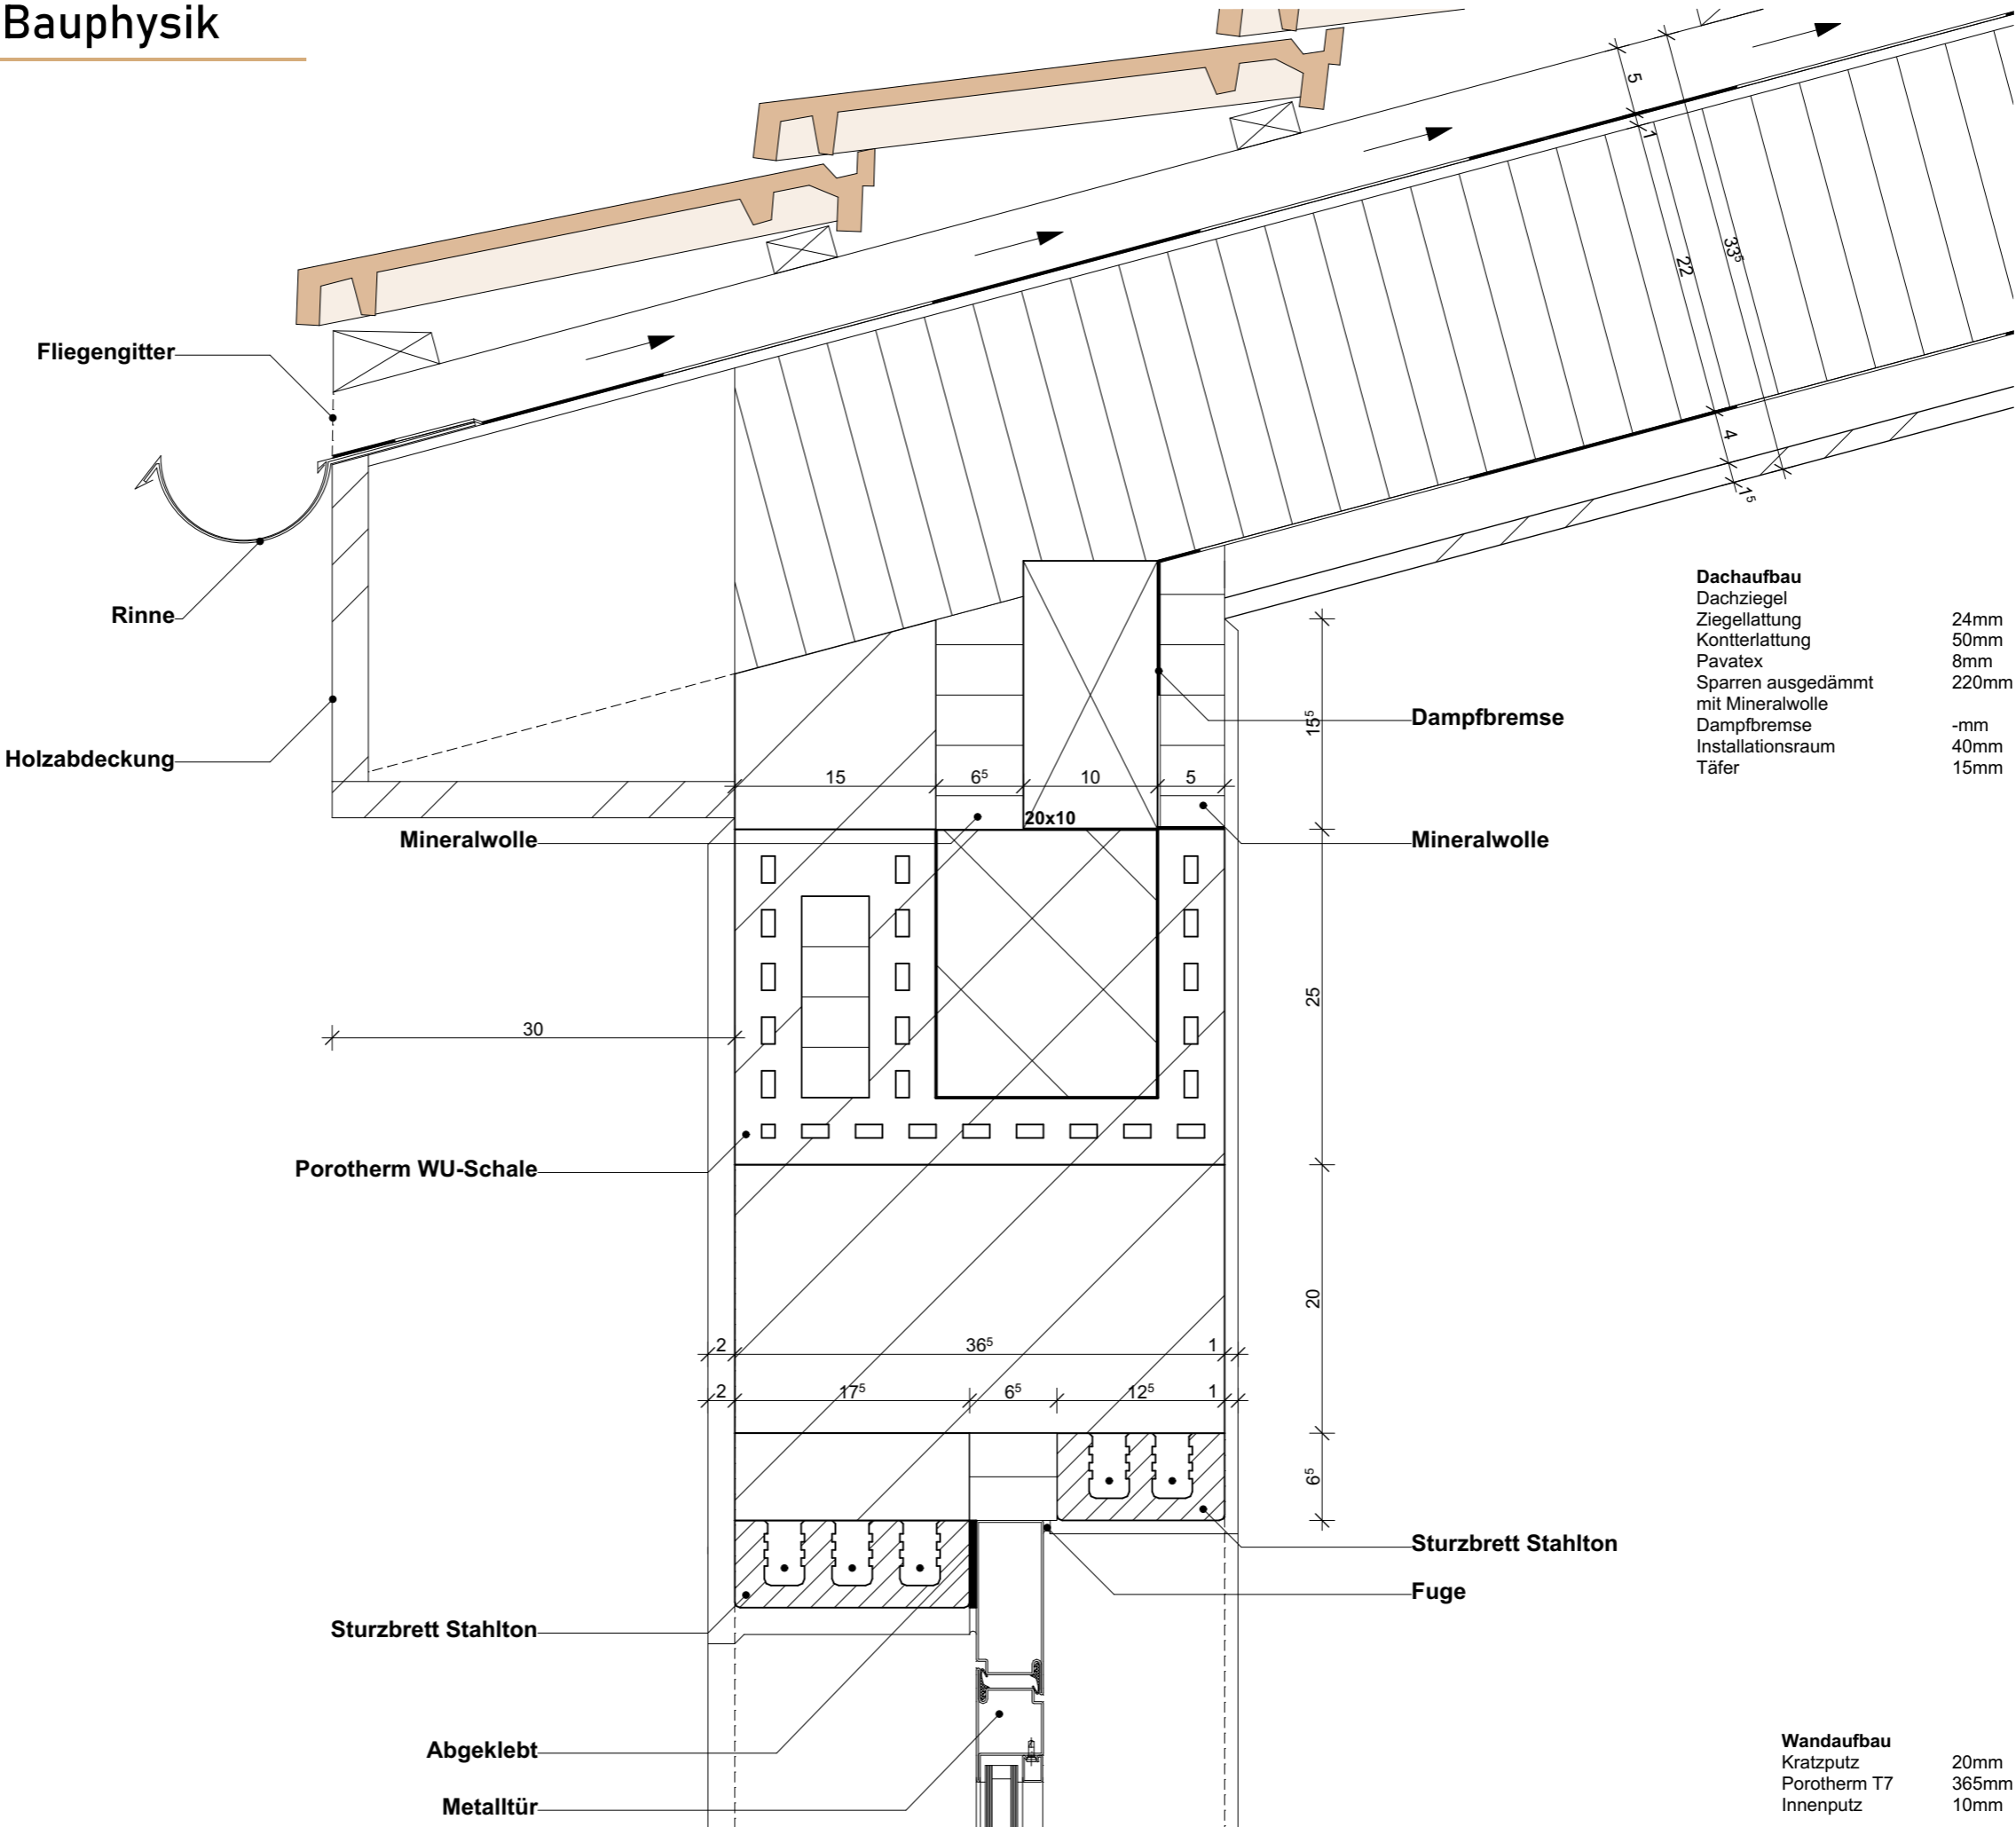 Bauphysik
5
1
33⁵
22
4
1⁵
Fliegengitter
Rinne
Holzabdeckung
Dachaufbau
Dachziegel
Ziegellattung 24mm
Kontterlattung 50mm
Pavatex 8mm
Sparren ausgedämmt 220mm
mit Mineralwolle
Dampfbremse -mm
Installationsraum 40mm
Täfer 15mm
Dampfbremse
15⁵
15 6⁵ 10 5
20x10
Mineralwolle
Mineralwolle
25
30
Porotherm WU-Schale
20
2 36⁵ 1
2 17⁵ 6⁵ 12⁵ 1
6⁵
Sturzbrett Stahlton
Fuge
Sturzbrett Stahlton
Abgeklebt
Metalltür
Wandaufbau
Kratzputz 20mm
Porotherm T7 365mm
Innenputz 10mm